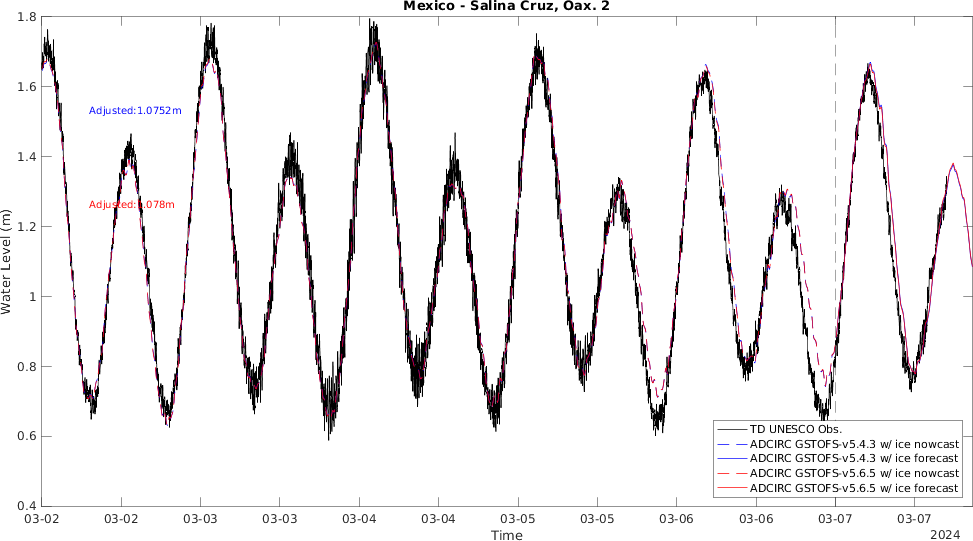 Mexico - Salina Cruz, Oax. 2
1.8
1.6
1.4
1.2
1
0.8
0.6
0.4
Water Level (m)
Adjusted:1.0752m
Adjusted:1.078m
TD UNESCO Obs.
ADCIRC GSTOFS-v5.4.3 w/ ice nowcast
ADCIRC GSTOFS-v5.4.3 w/ ice forecast
ADCIRC GSTOFS-v5.6.5 w/ ice nowcast
ADCIRC GSTOFS-v5.6.5 w/ ice forecast
03-02 03-02 03-03 03-03 03-04 03-04 03-05 03-05 03-06 03-06 03-07 03-07
Time
2024